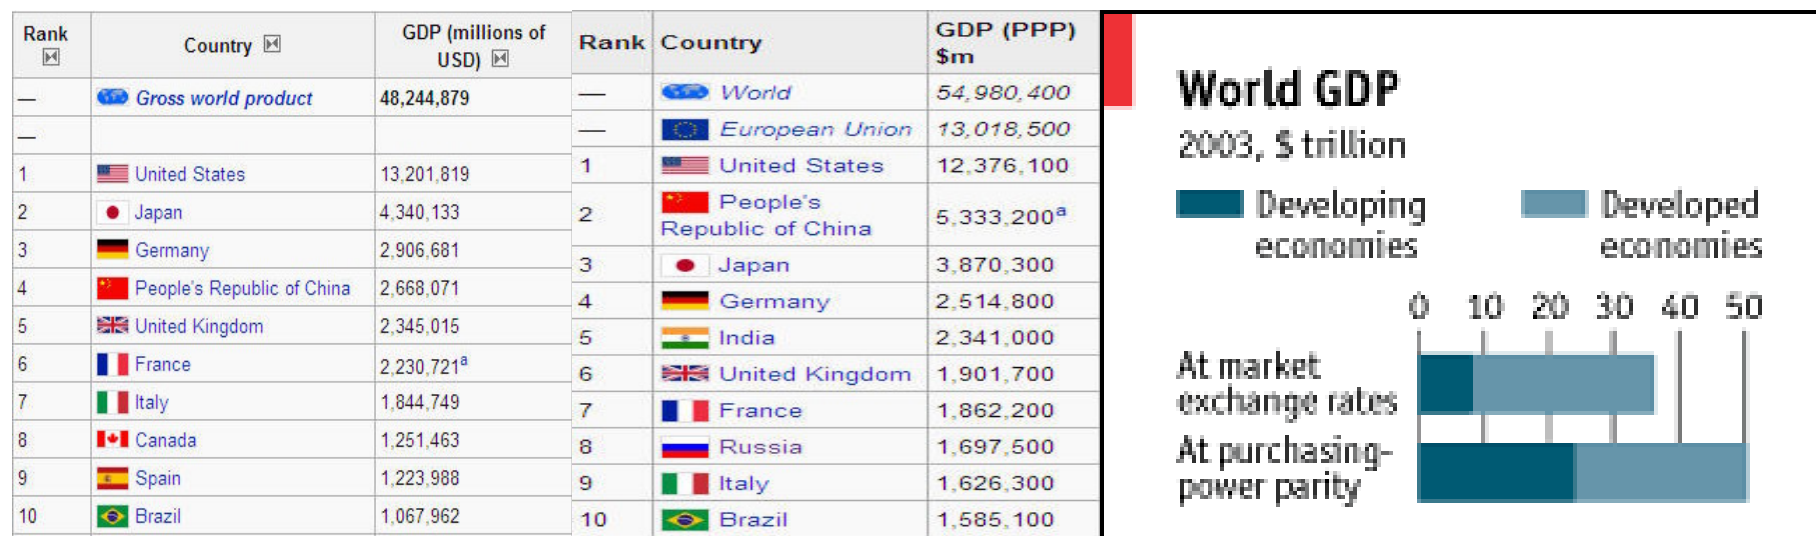 Rank Country GDP (millions of
USD)
— Gross world product 48,244,879
—
1 United States 13,201,819
2 Japan 4,340,133
3 Germany 2,906,681
4 People's Republic of China 2,668,071
5 United Kingdom 2,345,015
6 France 2,230,721a
7 Italy 1,844,749
8 Canada 1,251,463
9 Spain 1,223,988
10 Brazil 1,067,962
Rank Country GDP (PPP)
$m
— World 54,980,400
— European Union 13,018,500
1 United States 12,376,100
2 People's
Republic of China 5,333,200a
3 Japan 3,870,300
4 Germany 2,514,800
5 India 2,341,000
6 United Kingdom 1,901,700
7 France 1,862,200
8 Russia 1,697,500
9 Italy 1,626,300
10 Brazil 1,585,100
World GDP
2003, $ trillion
Developing
economies
Developed
economies
0 10 20 30 40 50
At market
exchange rates
At purchasing-
power parity